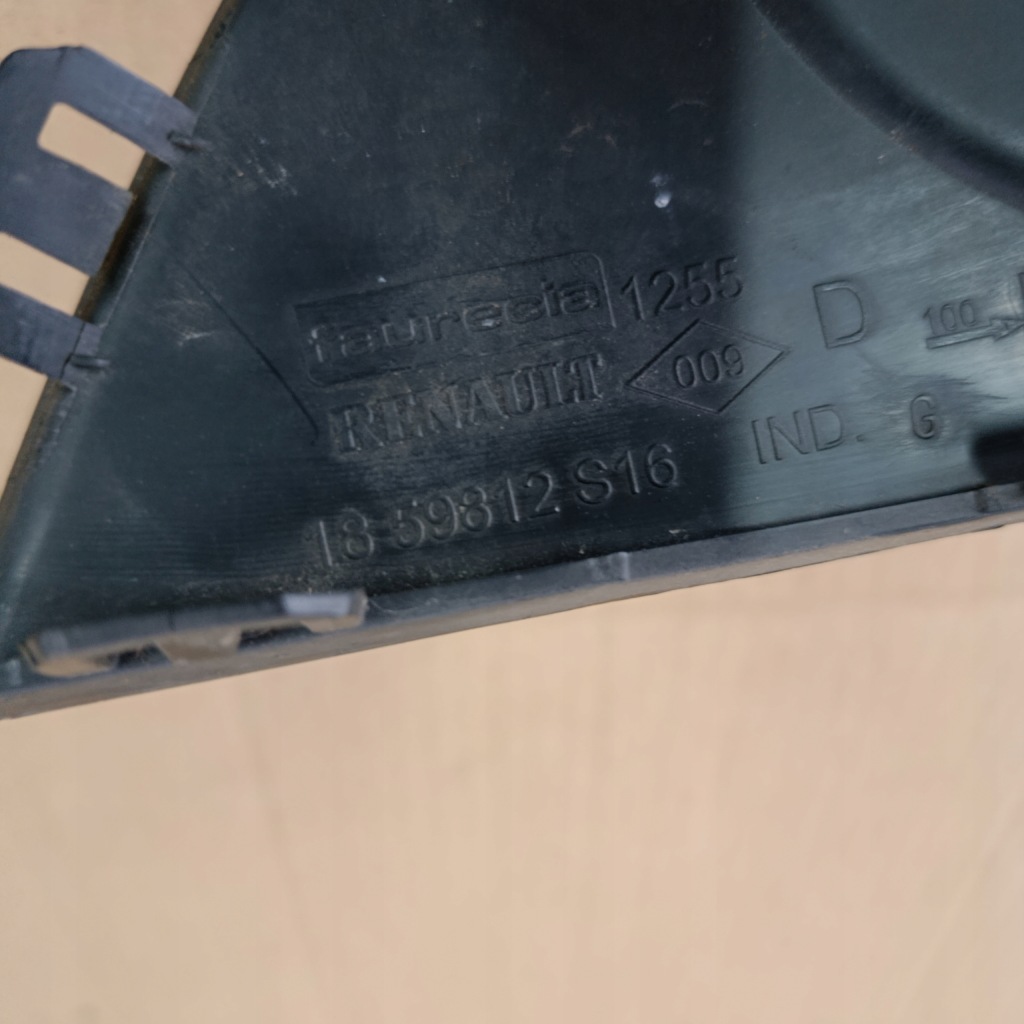 faurecia 1255
RENAULT 009 D 100
18-59812-S16 IND. G